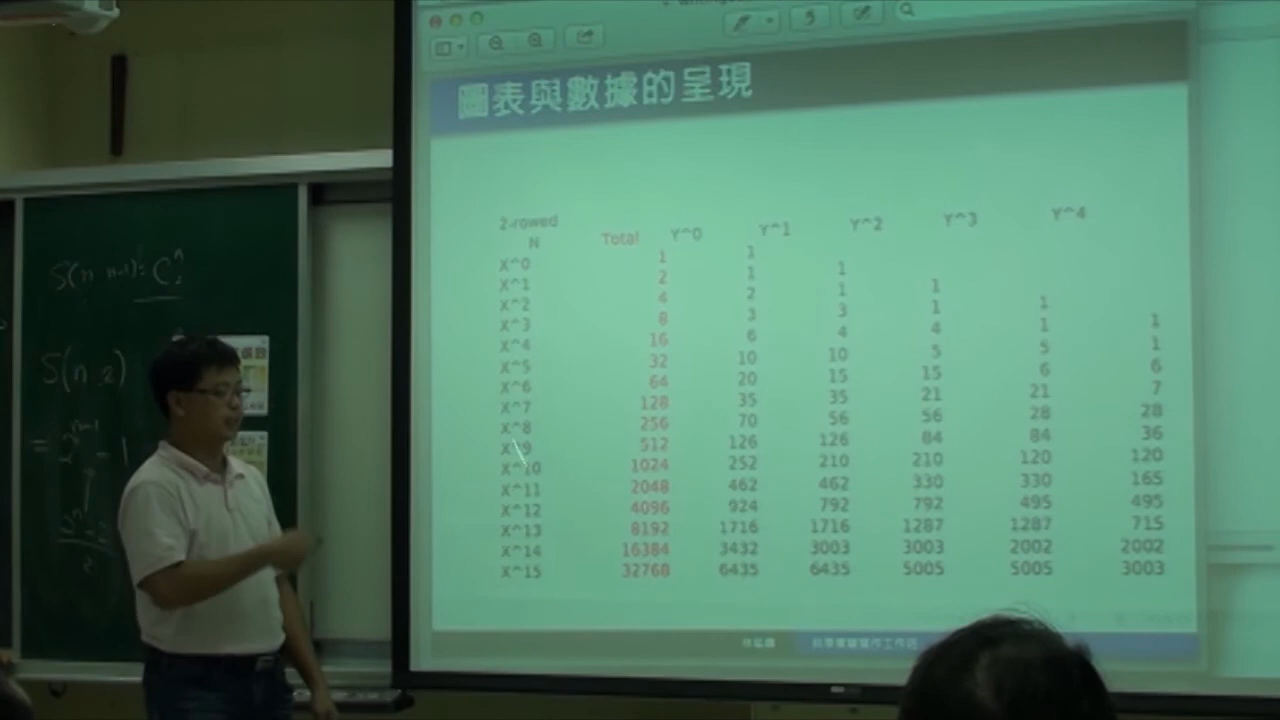 圖表與數據的呈現
2-rowed
N Total Y^0 Y^1 Y^2 Y^3 Y^4
X^0 1 1
X^1 2 1 1
X^2 4 2 1 1
X^3 8 3 3 1 1
X^4 16 6 4 4 1 1
X^5 32 10 10 5 5 1
X^6 64 20 15 15 6 6
X^7 128 35 35 21 21 7
X^8 256 70 56 56 28 28
X^9 512 126 126 84 84 36
X^10 1024 252 210 210 120 120
X^11 2048 462 462 330 330 165
X^12 4096 924 792 792 495 495
X^13 8192 1716 1716 1287 1287 715
X^14 16384 3432 3003 3003 2002 2002
X^15 32768 6435 6435 5005 5005 3003
S(n n-1)= C^n_2
S(n 2)
= 2^n-1 - 1